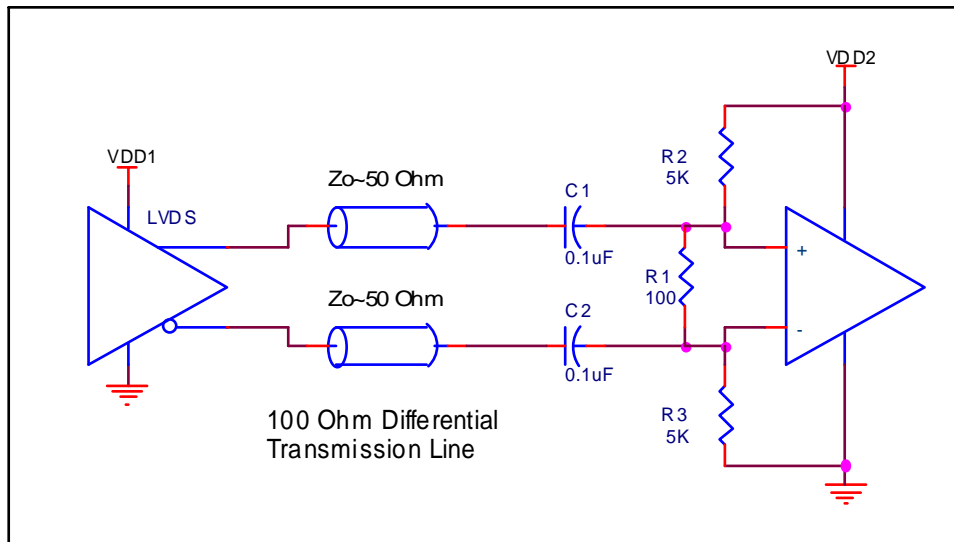 VDD2
VDD1
LVDS
Zo~50 Ohm
C1
0.1uF
R2
5K
+
R1
100
-
Zo~50 Ohm
C2
0.1uF
R3
5K
100 Ohm Differential
Transmission Line